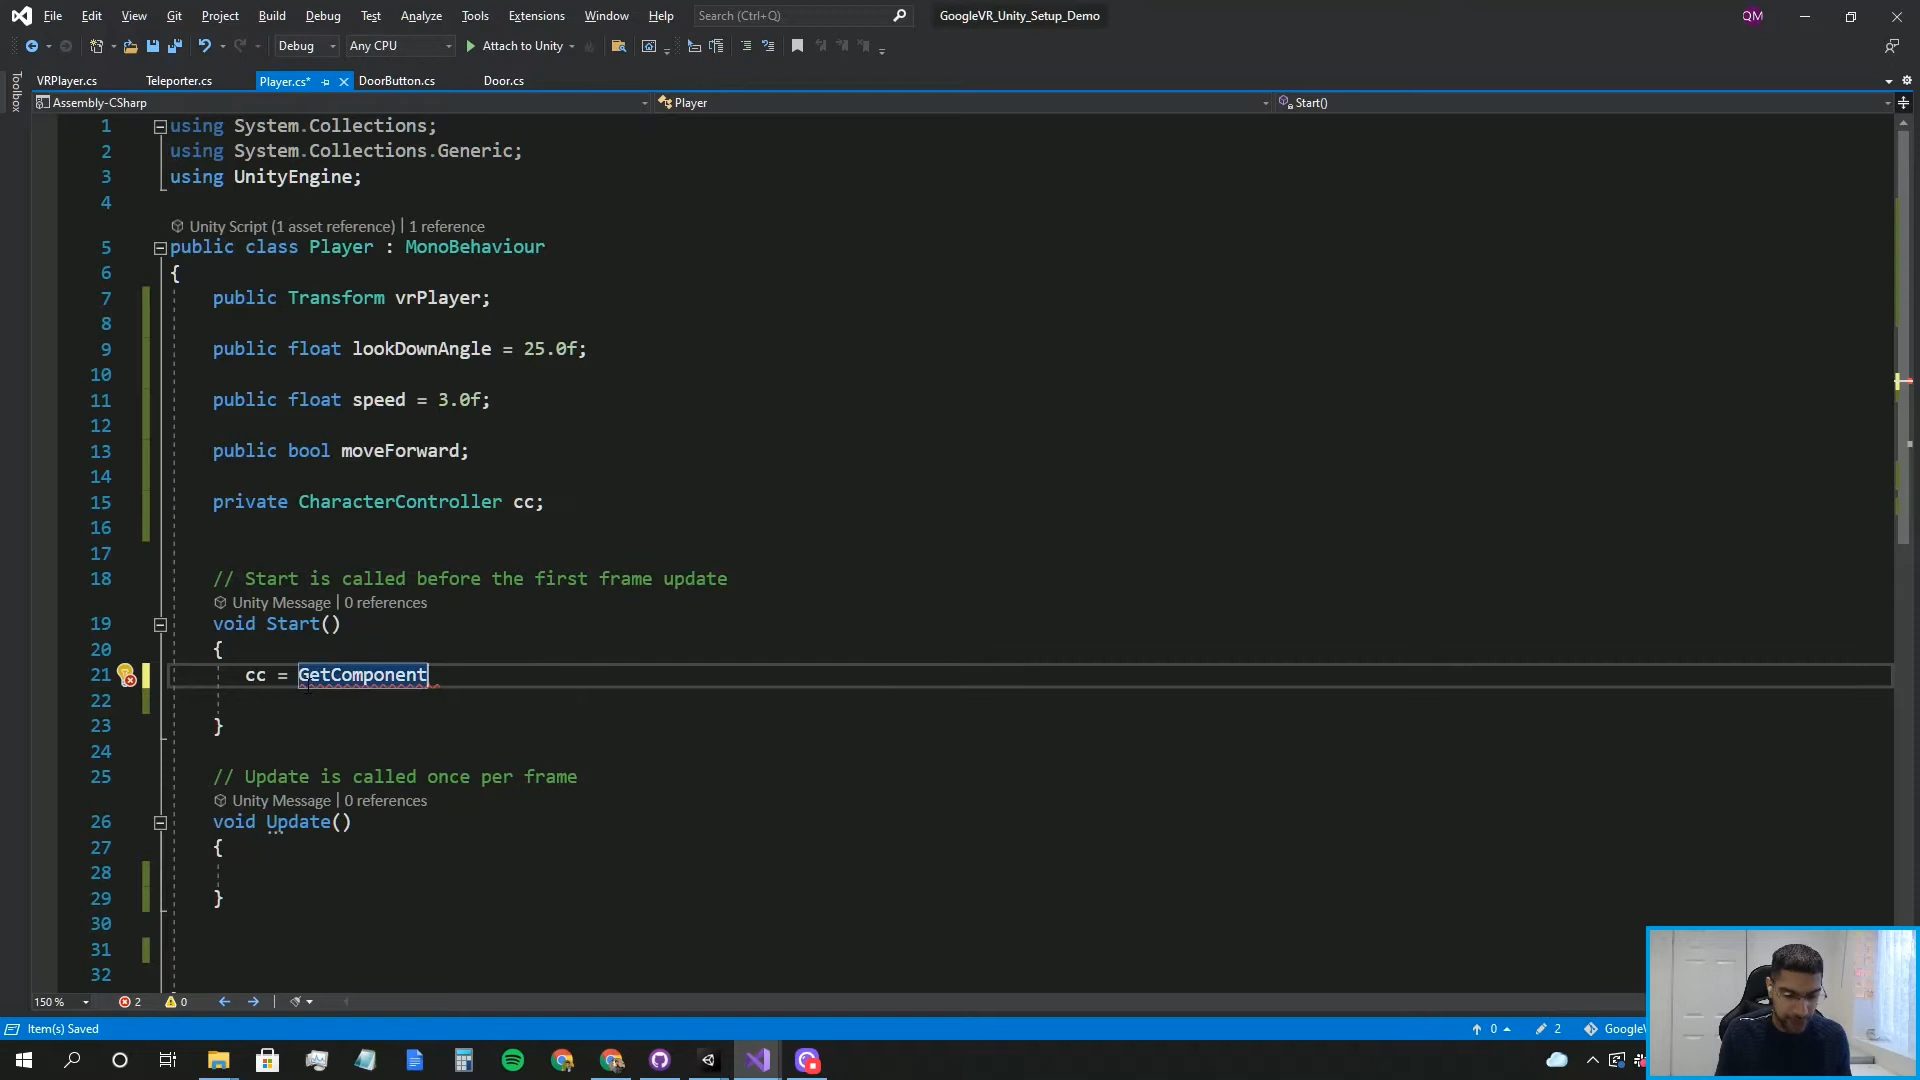 File Edit View Git Project Build Debug Test Analyze Tools Extensions Window Help Search (Ctrl+Q) GoogleVR_Unity_Setup_Demo QM
Debug Any CPU Attach to Unity
VRPlayer.cs Teleporter.cs Player.cs* DoorButton.cs Door.cs
Toolbox
Assembly-CSharp Player Start()
1 using System.Collections;
2 using System.Collections.Generic;
3 using UnityEngine;
4
Unity Script (1 asset reference) | 1 reference
5 public class Player : MonoBehaviour
6 {
7 public Transform vrPlayer;
8
9 public float lookDownAngle = 25.0f;
10
11 public float speed = 3.0f;
12
13 public bool moveForward;
14
15 private CharacterController cc;
16
17
18 // Start is called before the first frame update
Unity Message | 0 references
19 void Start()
20 {
21 cc = GetComponent
22
23 }
24
25 // Update is called once per frame
Unity Message | 0 references
26 void Update()
27 {
28
29 }
30
31
32
150 % 2 0
Item(s) Saved 0 2